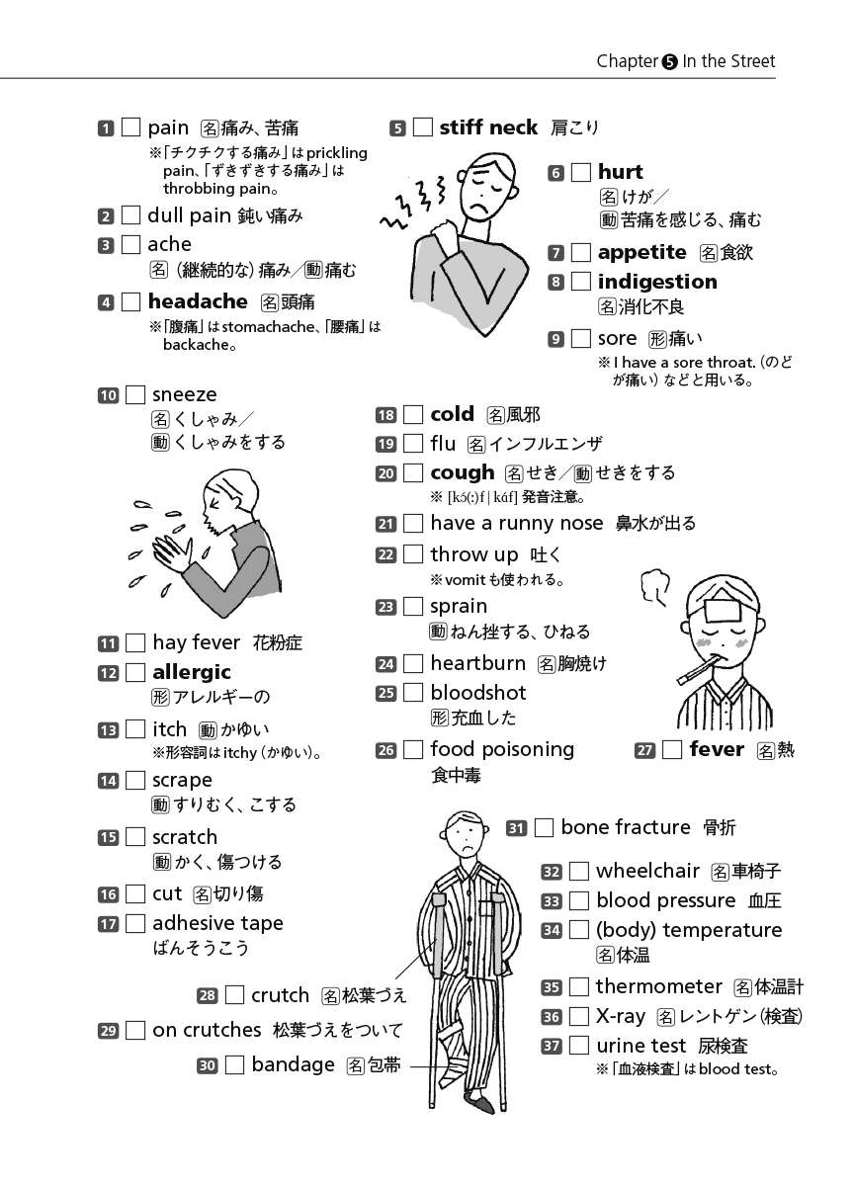 Chapter❺In the Street
1 □ pain 名痛み、苦痛
※「チクチクする痛み」はprickling
pain、「ずきずきする痛み」は
throbbing pain。
2 □ dull pain 鈍い痛み
3 □ ache
名（継続的な）痛み／動痛む
4 □ headache 名頭痛
※「腹痛」はstomachache、「腰痛」は
backache。
5 □ stiff neck 肩こり
6 □ hurt
名けが／
動苦痛を感じる、痛む
7 □ appetite 名食欲
8 □ indigestion
名消化不良
9 □ sore 形痛い
※I have a sore throat.（のど
が痛い）などと用いる。
10 □ sneeze
名くしゃみ／
動くしゃみをする
11 □ hay fever 花粉症
12 □ allergic
形アレルギーの
13 □ itch 動かゆい
※形容詞はitchy（かゆい）。
14 □ scrape
動すりむく、こする
15 □ scratch
動かく、傷つける
16 □ cut 名切り傷
17 □ adhesive tape
ばんそうこう
18 □ cold 名風邪
19 □ flu 名インフルエンザ
20 □ cough 名せき／動せきをする
※ [kɔ́(ː)f|kɑ́f] 発音注意。
21 □ have a runny nose 鼻水が出る
22 □ throw up 吐く
※vomitも使われる。
23 □ sprain
動ねん挫する、ひねる
24 □ heartburn 名胸焼け
25 □ bloodshot
形充血した
26 □ food poisoning
食中毒
27 □ fever 名熱
28 □ crutch 名松葉づえ
29 □ on crutches 松葉づえをついて
30 □ bandage 名包帯
31 □ bone fracture 骨折
32 □ wheelchair 名車椅子
33 □ blood pressure 血圧
34 □ (body) temperature
名体温
35 □ thermometer 名体温計
36 □ X-ray 名レントゲン（検査）
37 □ urine test 尿検査
※「血液検査」はblood test。